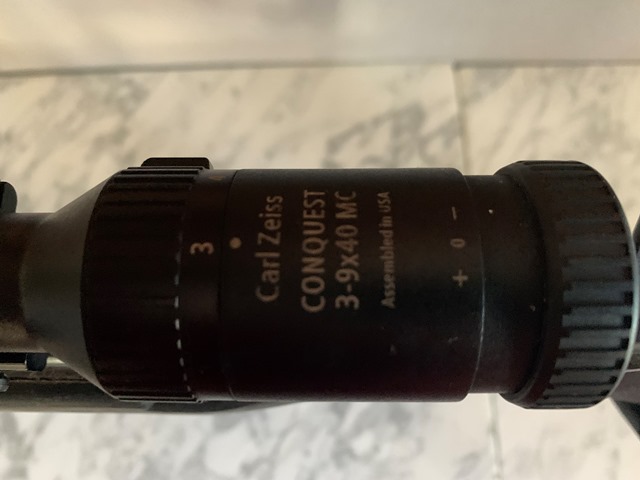 3
Carl Zeiss
CONQUEST
3-9x40 MC
Assembled in USA
+ 0 -